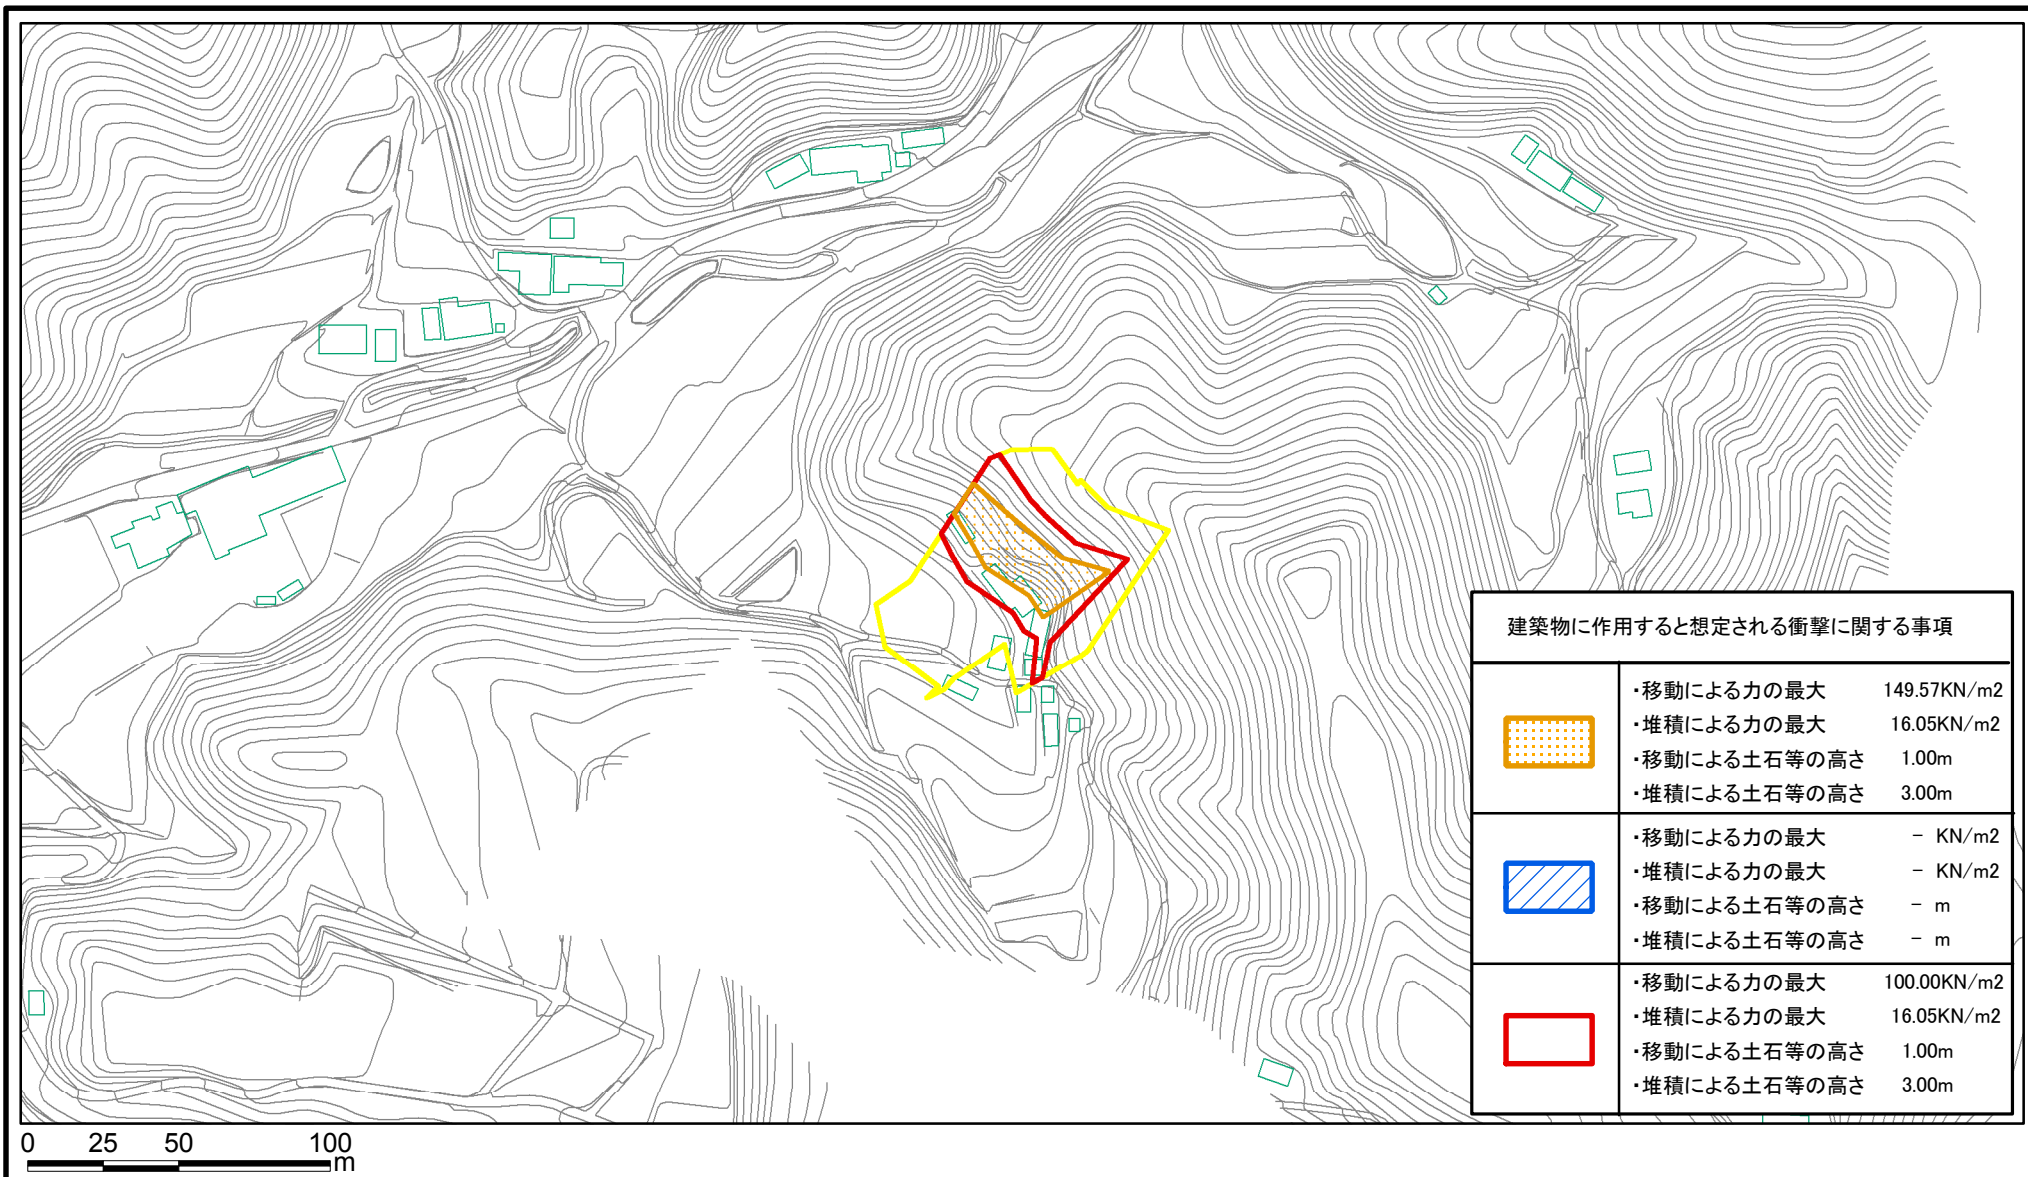 建築物に作用すると想定される衝撃に関する事項
・移動による力の最大 149.57KN/m2
・堆積による力の最大 16.05KN/m2
・移動による土石等の高さ 1.00m
・堆積による土石等の高さ 3.00m
・移動による力の最大 － KN/m2
・堆積による力の最大 － KN/m2
・移動による土石等の高さ － m
・堆積による土石等の高さ － m
・移動による力の最大 100.00KN/m2
・堆積による力の最大 16.05KN/m2
・移動による土石等の高さ 1.00m
・堆積による土石等の高さ 3.00m
0 25 50 100
m